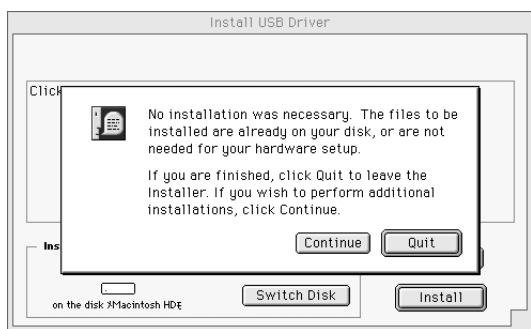 Install USB Driver
Click
No installation was necessary. The files to be
installed are already on your disk, or are not
needed for your hardware setup.
If you are finished, click Quit to leave the
Installer. If you wish to perform additional
installations, click Continue.
Continue
Quit
Ins
Switch Disk
Install
on the disk ”Macintosh HDE